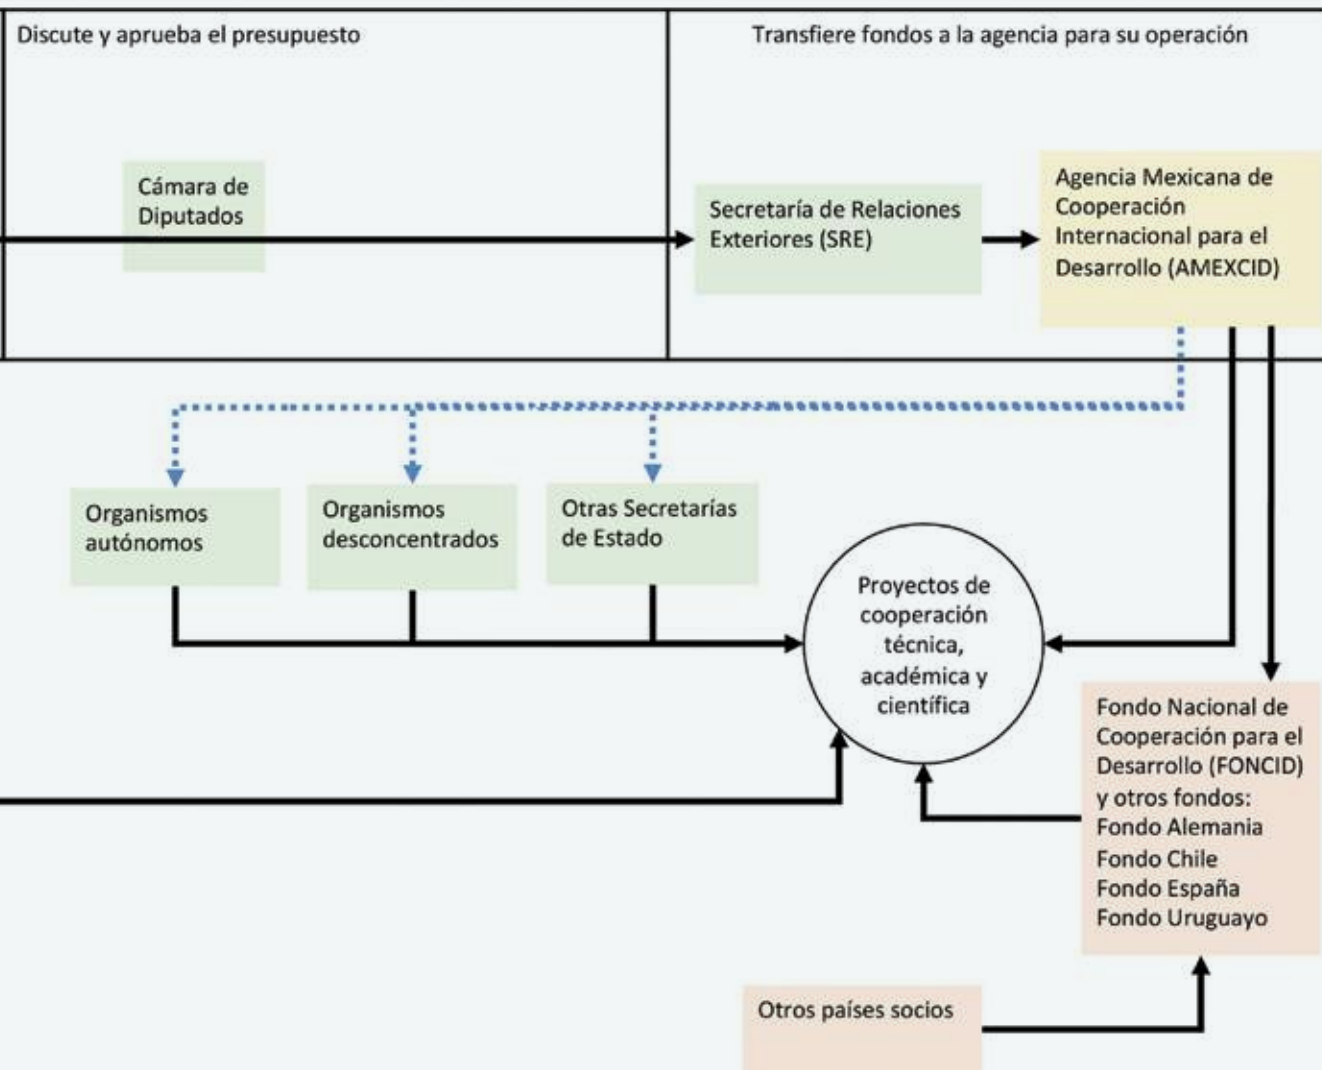 Discute y aprueba el presupuesto
Transfiere fondos a la agencia para su operación
Cámara de
Diputados
Secretaría de Relaciones
Exteriores (SRE)
Agencia Mexicana de
Cooperación
Internacional para el
Desarrollo (AMEXCID)
Organismos
autónomos
Organismos
desconcentrados
Otras Secretarías
de Estado
Proyectos de
cooperación
técnica,
académica y
científica
Fondo Nacional de
Cooperación para el
Desarrollo (FONCID)
y otros fondos:
Fondo Alemania
Fondo Chile
Fondo España
Fondo Uruguayo
Otros países socios